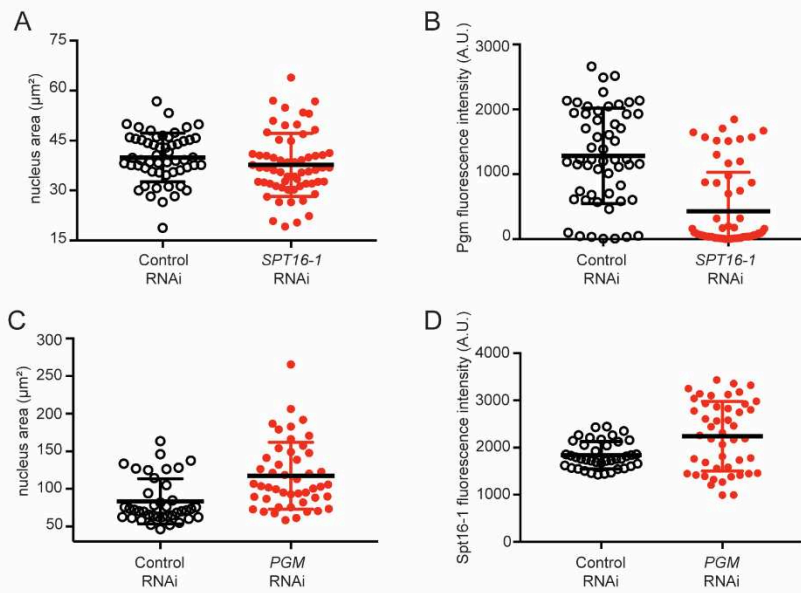 A
nucleus area (µm²)
75
60
45
30
15
Control
RNAi
SPT16-1
RNAi
B
Pgm fluorescence intensity (A.U.)
3000
2000
1000
0
Control
RNAi
SPT16-1
RNAi
C
nucleus area (µm²)
300
250
200
150
100
50
Control
RNAi
PGM
RNAi
D
Spt16-1 fluorescence intensity (A.U.)
4000
3000
2000
1000
0
Control
RNAi
PGM
RNAi